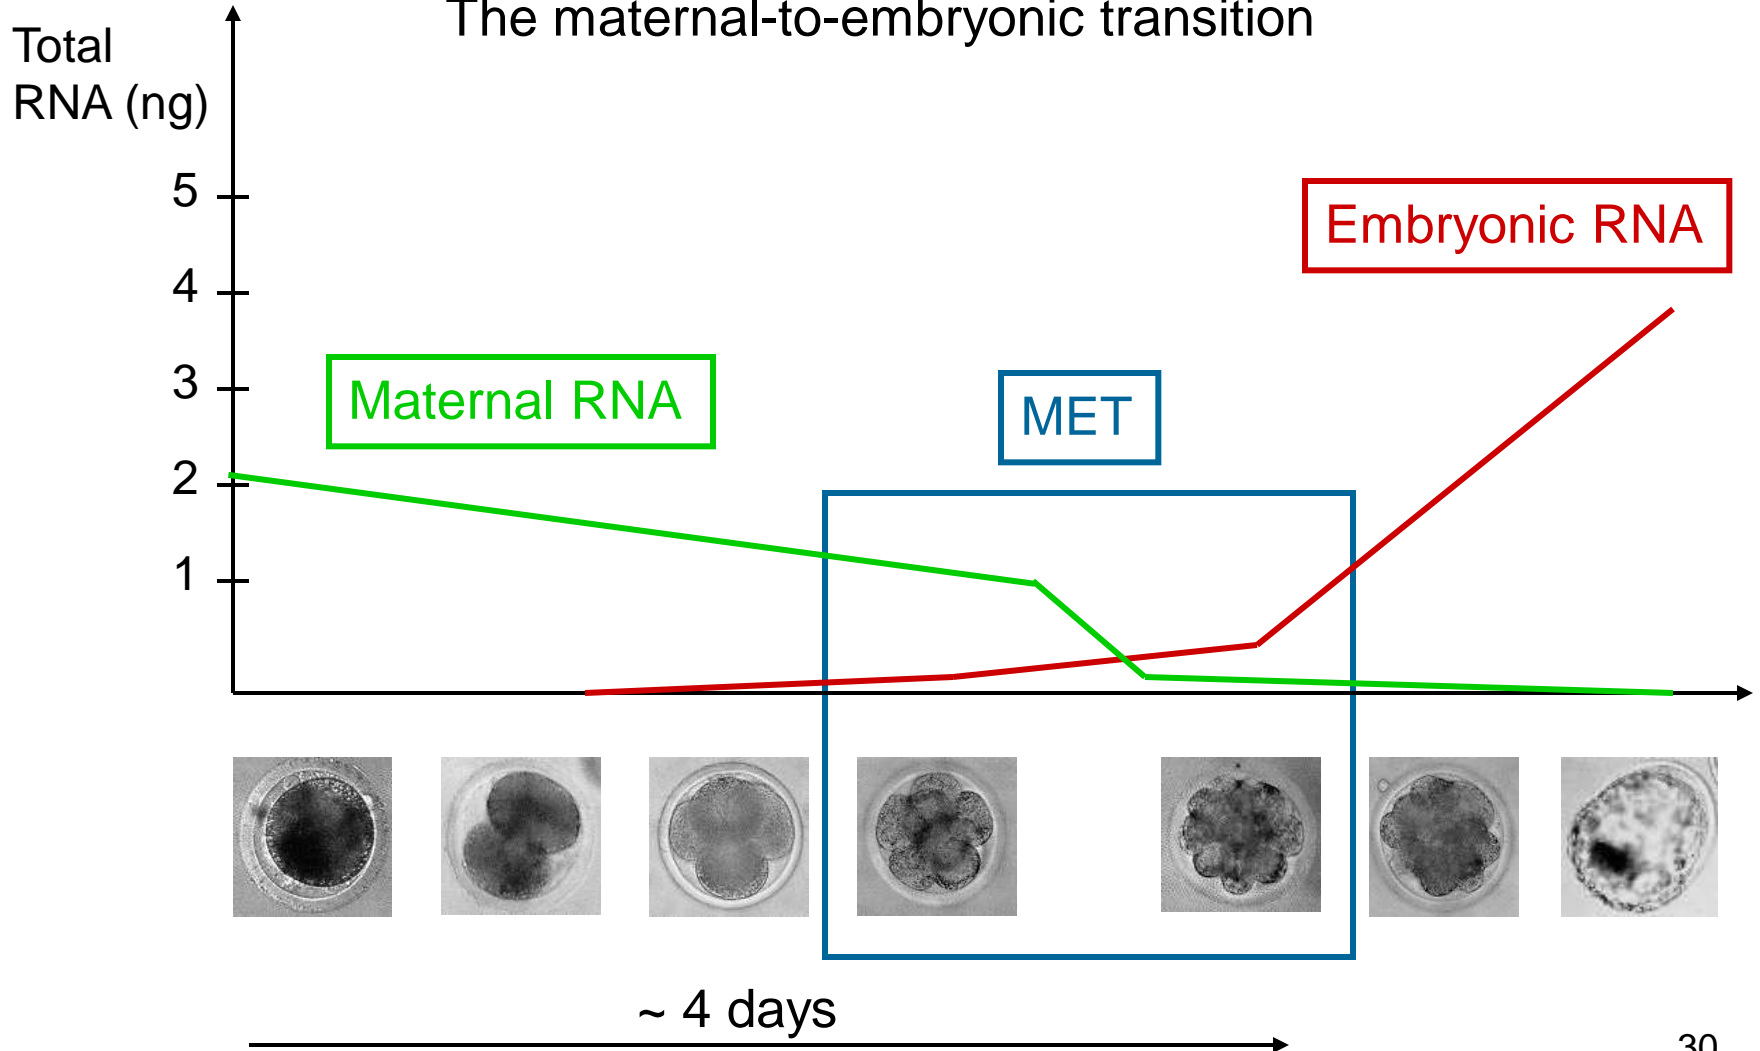 The maternal-to-embryonic transition
Total
RNA (ng)
5
4
3
2
1
Embryonic RNA
Maternal RNA
MET
~ 4 days
30